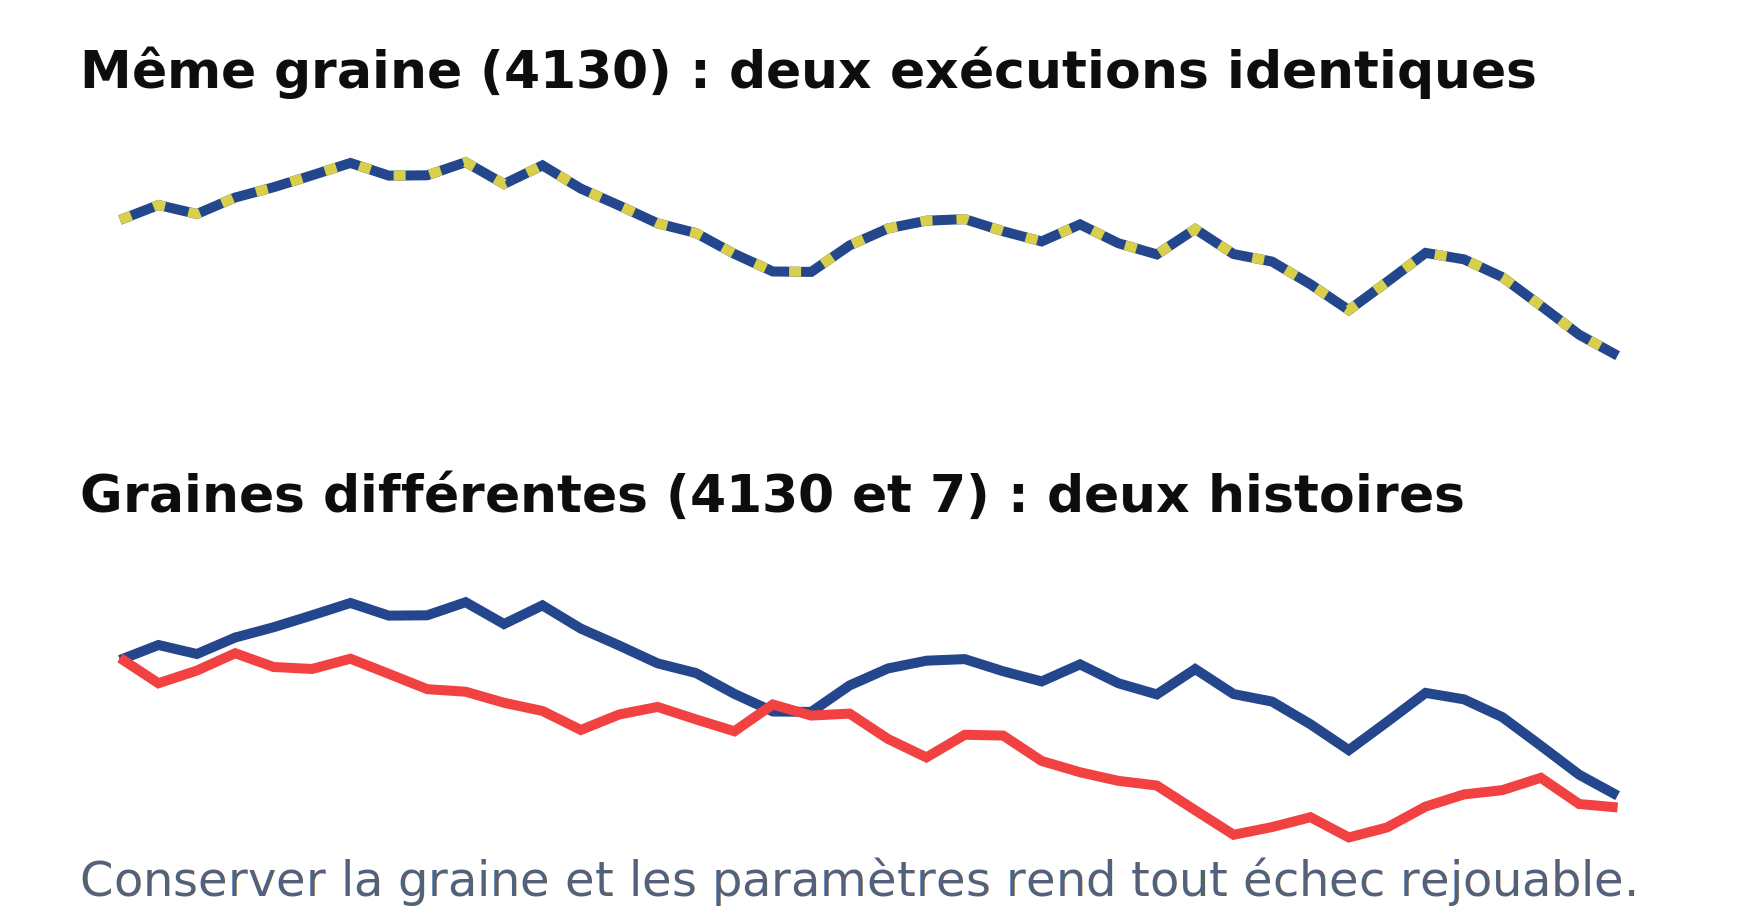 Même graine (4130) : deux exécutions identiques
Graines différentes (4130 et 7) : deux histoires
Conserver la graine et les paramètres rend tout échec rejouable.